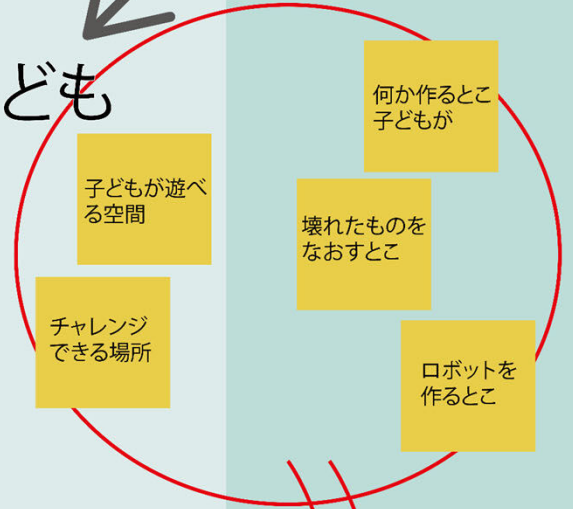 ども
何か作るとこ
子どもが
子どもが遊べ
る空間
壊れたものを
なおすとこ
チャレンジ
できる場所
ロボットを
作るとこ